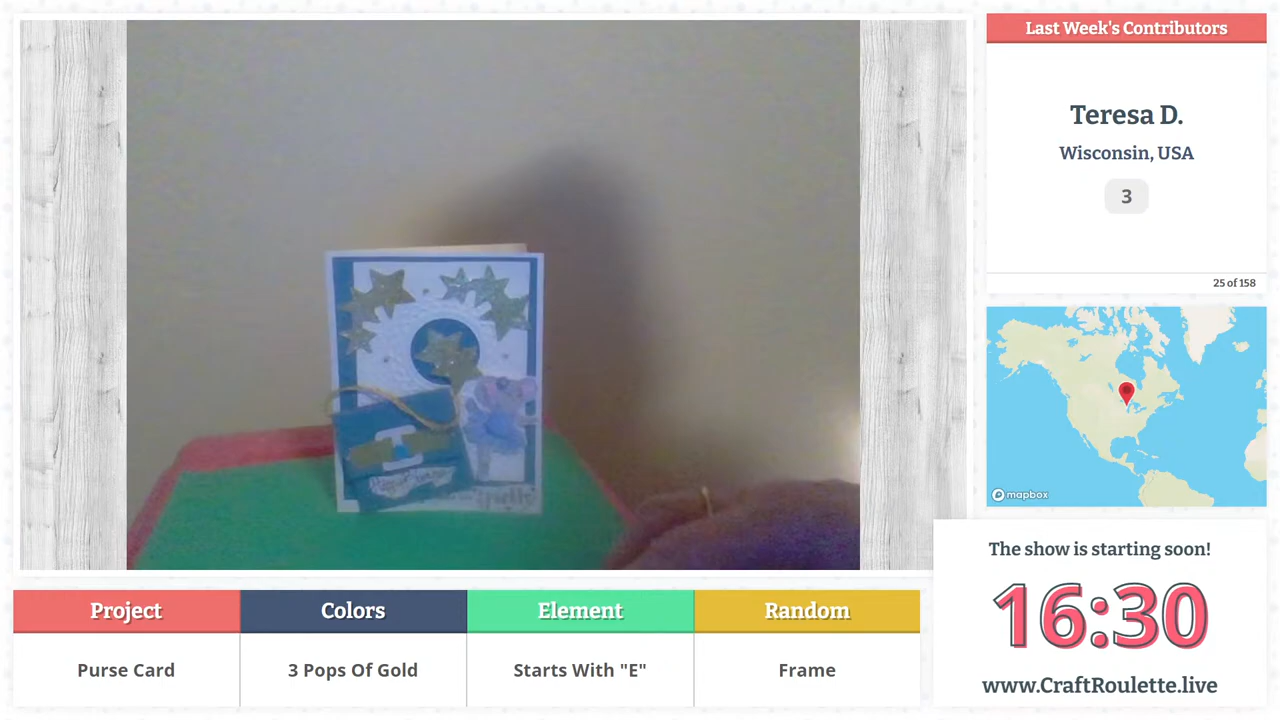 Last Week's Contributors
Teresa D.
Wisconsin, USA
3
25 of 158
mapbox
The show is starting soon!
16:30
www.CraftRoulette.live
Project
Colors
Element
Random
Purse Card
3 Pops Of Gold
Starts With "E"
Frame